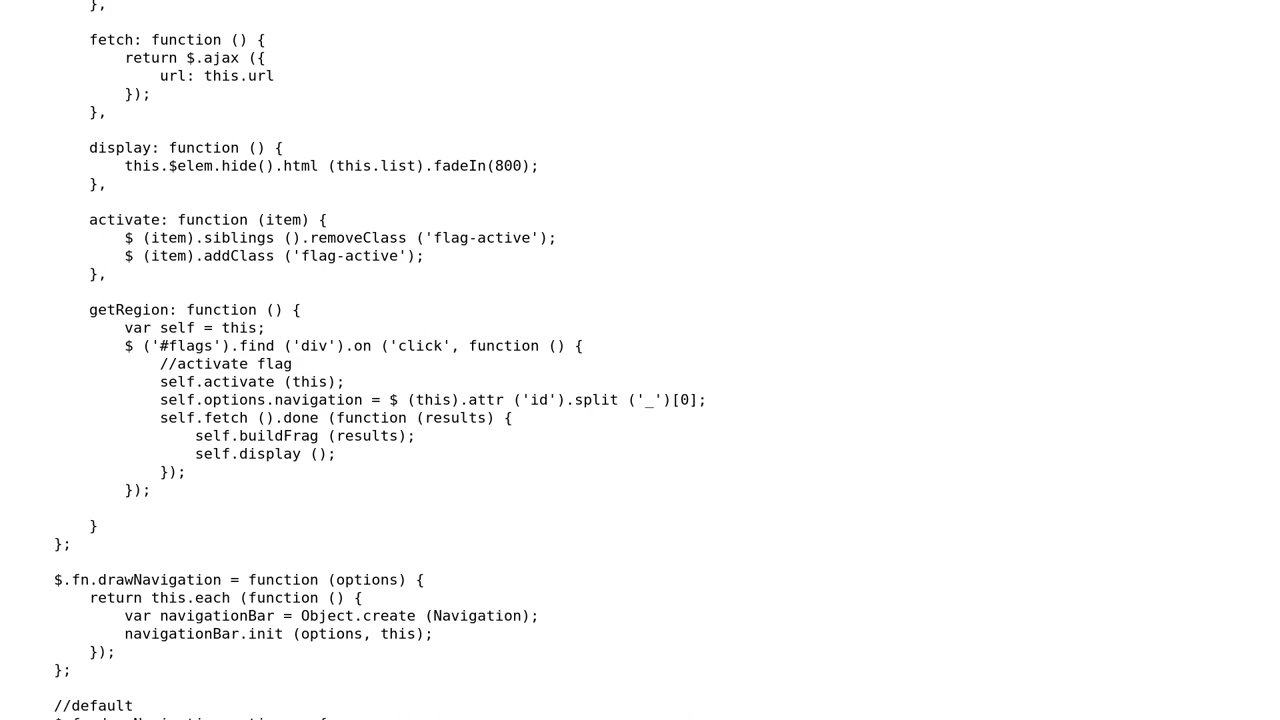 },
fetch: function () {
return $.ajax ({
url: this.url
});
},
display: function () {
this.$elem.hide().html (this.list).fadeIn(800);
},
activate: function (item) {
$ (item).siblings ().removeClass ('flag-active');
$ (item).addClass ('flag-active');
},
getRegion: function () {
var self = this;
$ ('#flags').find ('div').on ('click', function () {
//activate flag
self.activate (this);
self.options.navigation = $ (this).attr ('id').split ('_')[0];
self.fetch ().done (function (results) {
self.buildFrag (results);
self.display ();
});
});
}
};
$.fn.drawNavigation = function (options) {
return this.each (function () {
var navigationBar = Object.create (Navigation);
navigationBar.init (options, this);
});
};
//default